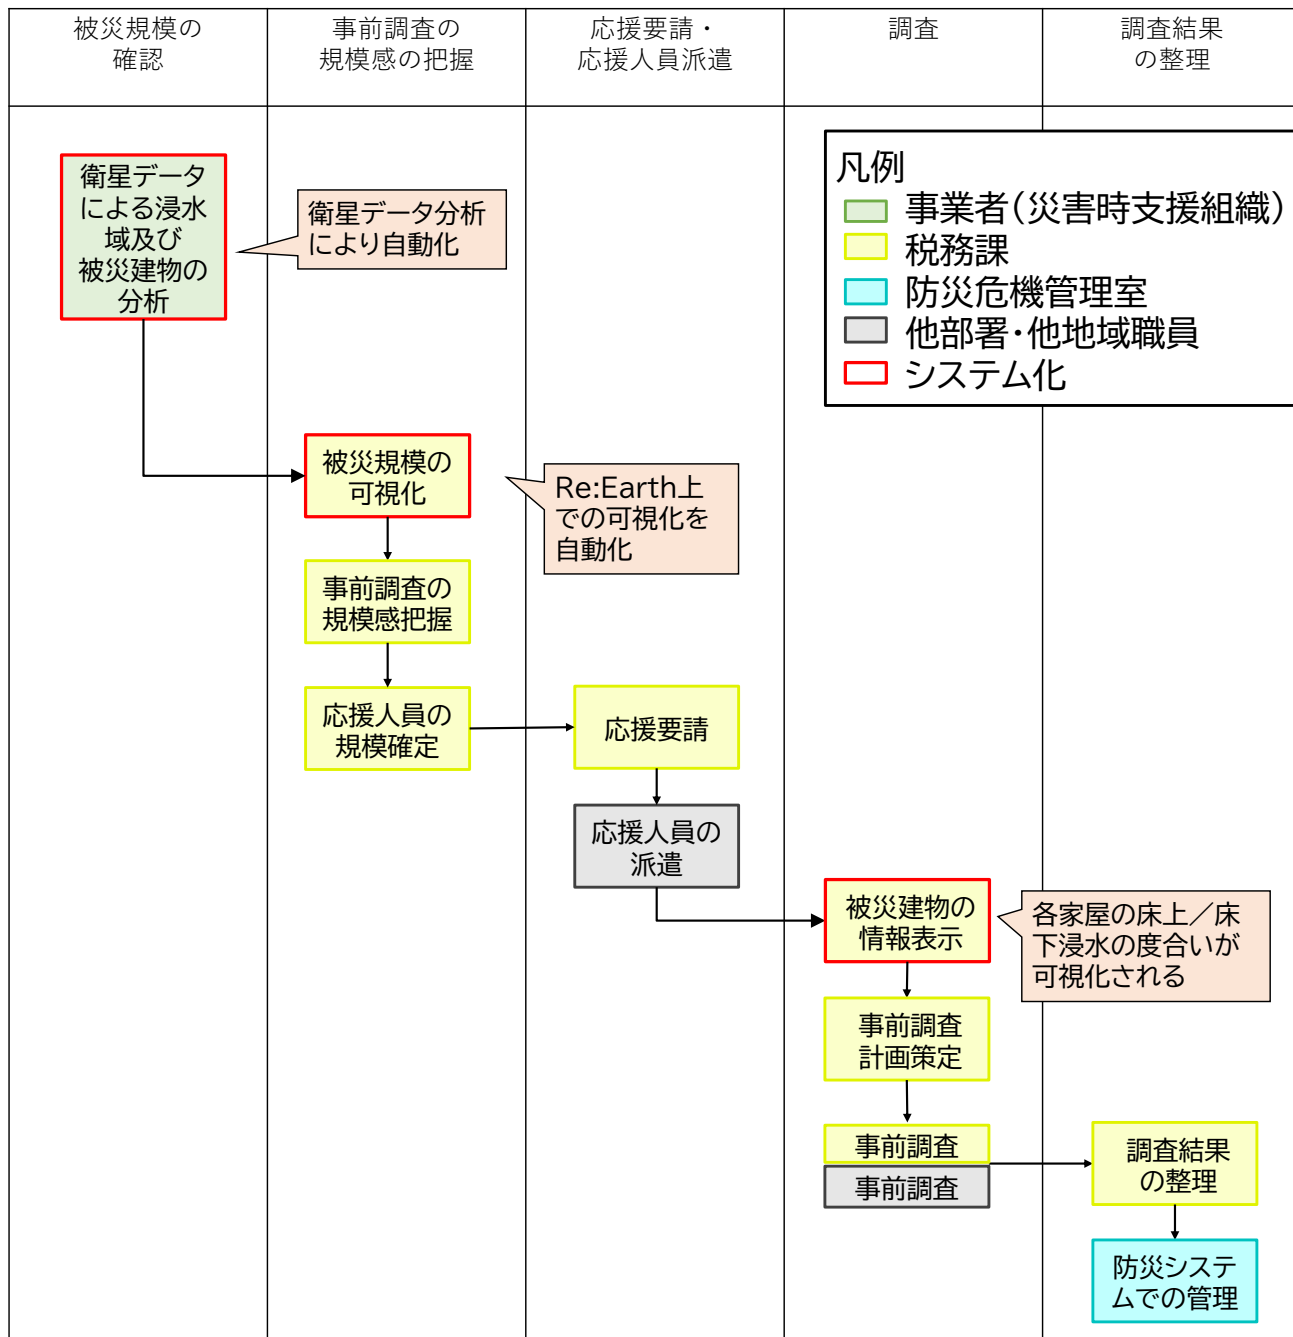 被災規模の
確認
事前調査の
規模感の把握
応援要請・
応援人員派遣
調査
調査結果
の整理
衛星データ
による浸水
域及び
被災建物の
分析
衛星データ分析
により自動化
凡例
事業者（災害時支援組織）
税務課
防災危機管理室
他部署・他地域職員
システム化
被災規模の
可視化
Re:Earth上
での可視化を
自動化
事前調査の
規模感把握
応援人員の
規模確定
応援要請
応援人員の
派遣
被災建物の
情報表示
各家屋の床上／床
下浸水の度合いが
可視化される
事前調査
計画策定
事前調査
事前調査
調査結果
の整理
防災システ
ムでの管理